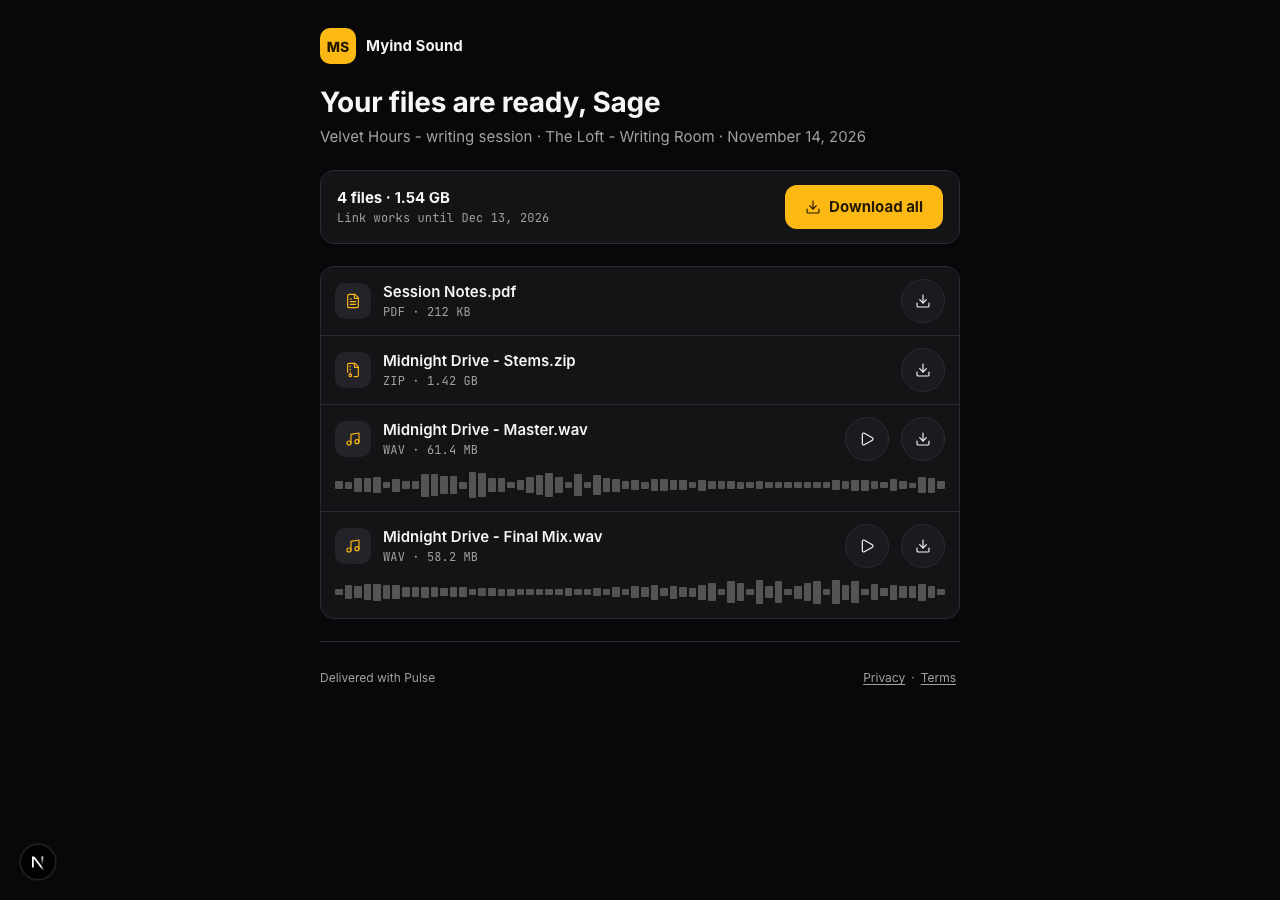 MS Myind Sound
Your files are ready, Sage
Velvet Hours - writing session · The Loft - Writing Room · November 14, 2026
4 files · 1.54 GB
Link works until Dec 13, 2026
Download all
Session Notes.pdf
PDF · 212 KB
Midnight Drive - Stems.zip
ZIP · 1.42 GB
Midnight Drive - Master.wav
WAV · 61.4 MB
Midnight Drive - Final Mix.wav
WAV · 58.2 MB
Delivered with Pulse
Privacy · Terms
N